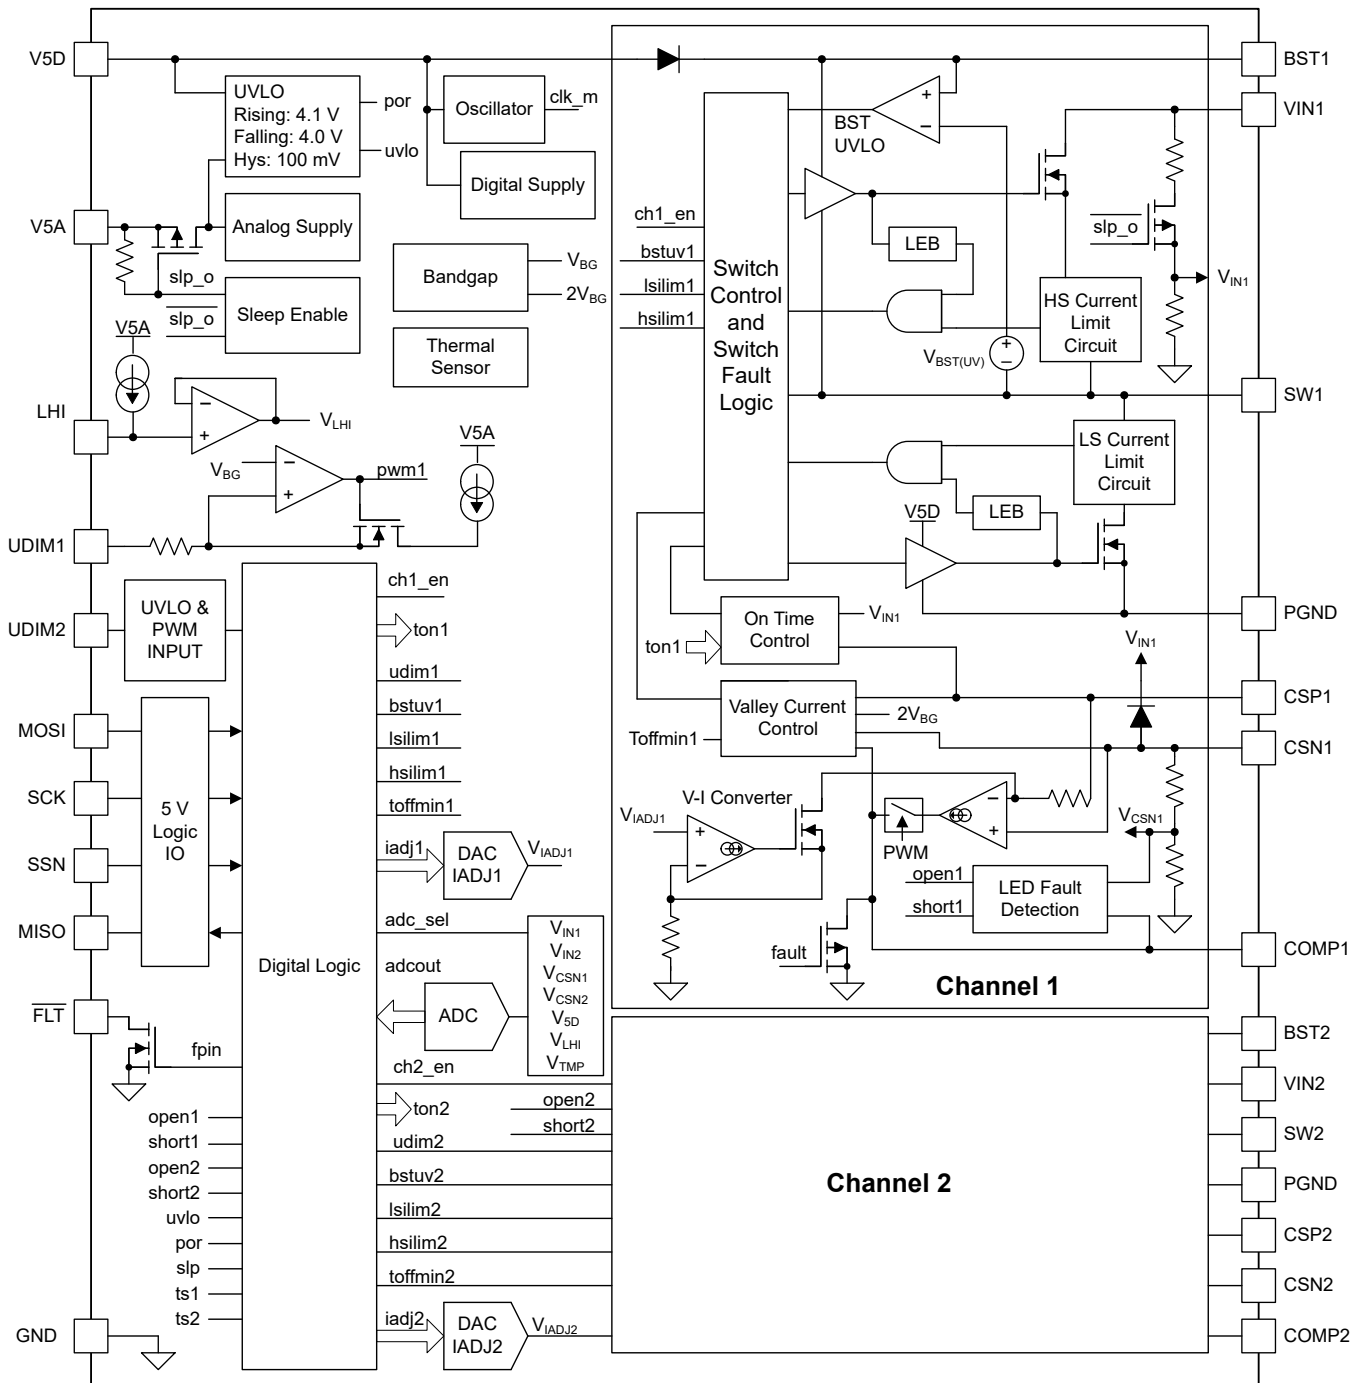 V5D
UVLO
Rising: 4.1 V
Falling: 4.0 V
Hys: 100 mV
por
uvlo
Oscillator
clk_m
Digital Supply
V5A
Analog Supply
slp_o
slp_o
Sleep Enable
Bandgap
VBG
2VBG
Thermal
Sensor
V5A
LHI
VLHI
VBG
pwm1
V5A
UDIM1
UDIM2
UVLO &
PWM
INPUT
MOSI
SCK
SSN
MISO
5 V
Logic
IO
FLT
fpin
open1
short1
open2
short2
uvlo
por
slp
ts1
ts2
GND
Digital Logic
ch1_en
ton1
udim1
bstuv1
lsilim1
hsilim1
toffmin1
iadj1
DAC
IADJ1
VIADJ1
adc_sel
adcout
ADC
VIN1
VIN2
VCSN1
VCSN2
V5D
VLHI
VTMP
ch2_en
ton2
udim2
bstuv2
lsilim2
hsilim2
toffmin2
iadj2
DAC
IADJ2
VIADJ2
open2
short2
ch1_en
bstuv1
lsilim1
hsilim1
Switch
Control
and
Switch
Fault
Logic
BST
UVLO
LEB
VBST(UV)
HS Current
Limit
Circuit
slp_o
VIN1
LS Current
Limit
Circuit
LEB
V5D
On Time
Control
VIN1
ton1
Valley Current
Control
2VBG
Toffmin1
VIN1
V-I Converter
VIADJ1
PWM
VCSN1
open1
short1
LED Fault
Detection
fault
Channel 1
Channel 2
BST1
VIN1
SW1
PGND
CSP1
CSN1
COMP1
BST2
VIN2
SW2
PGND
CSP2
CSN2
COMP2